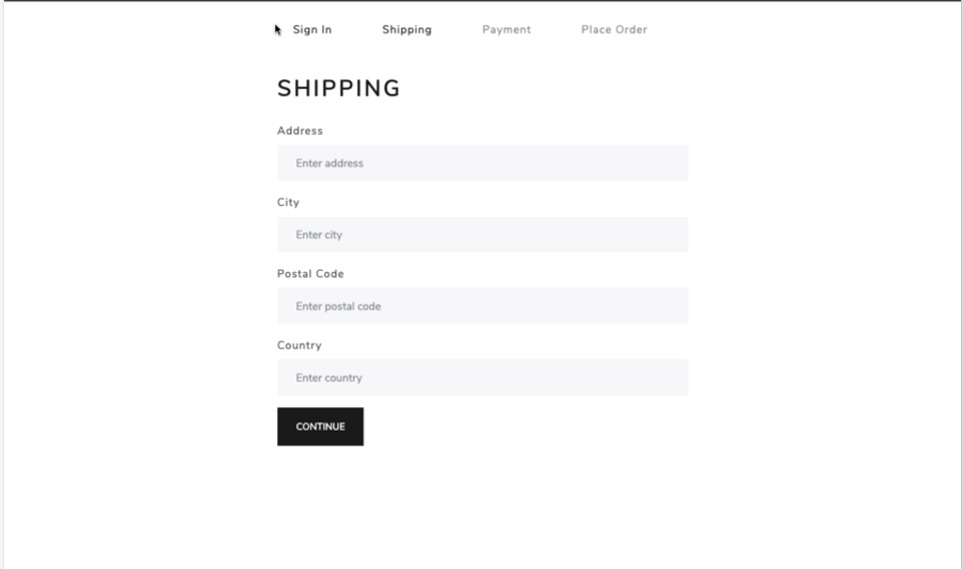 Sign In Shipping Payment Place Order
SHIPPING
Address
Enter address
City
Enter city
Postal Code
Enter postal code
Country
Enter country
CONTINUE